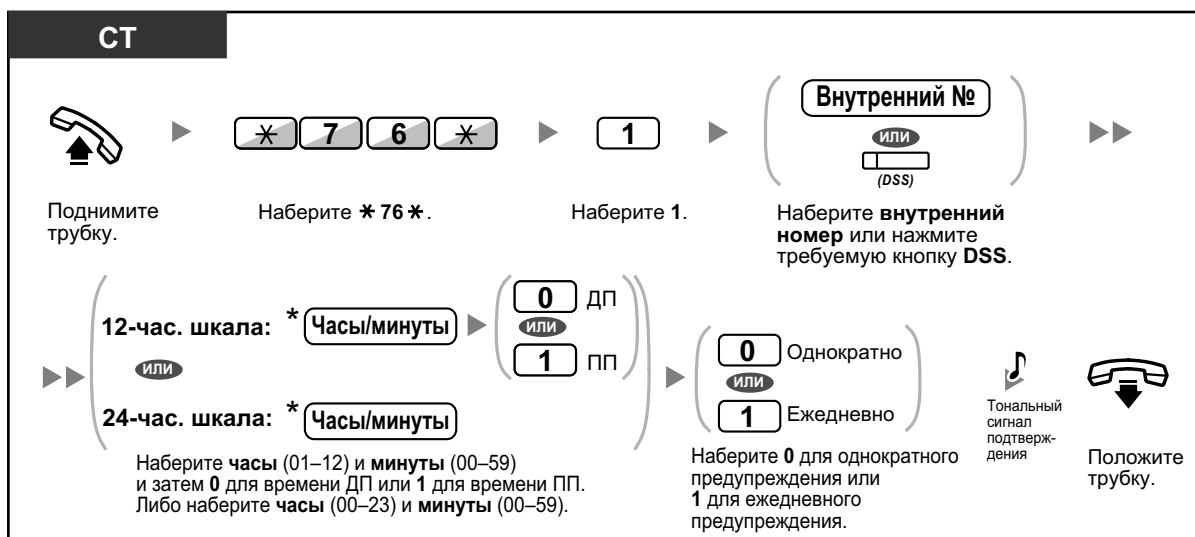 СТ
✳ 7 6 ✳
1
Внутренний №
или
(DSS)
Поднимите
трубку.
Наберите ✳ 76 ✳.
Наберите 1.
Наберите внутренний
номер или нажмите
требуемую кнопку DSS.
12-час. шкала: * Часы/минуты
0 ДП
или
1 ПП
или
24-час. шкала: * Часы/минуты
Наберите часы (01–12) и минуты (00–59)
и затем 0 для времени ДП или 1 для времени ПП.
Либо наберите часы (00–23) и минуты (00–59).
0 Однократно
или
1 Ежедневно
Наберите 0 для однократного
предупреждения или
1 для ежедневного
предупреждения.
Тональный
сигнал
подтверж-
дения
Положите
трубку.